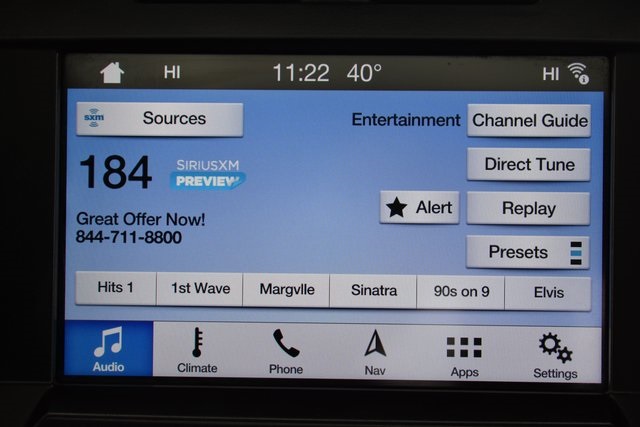 HI 11:22 40° HI
sxm Sources
Entertainment
Channel Guide
184 SIRIUSXM
PREVIEW
Direct Tune
Great Offer Now!
844-711-8800
Alert
Replay
Presets
Hits 1 1st Wave Margvlle Sinatra 90s on 9 Elvis
Audio Climate Phone Nav Apps Settings